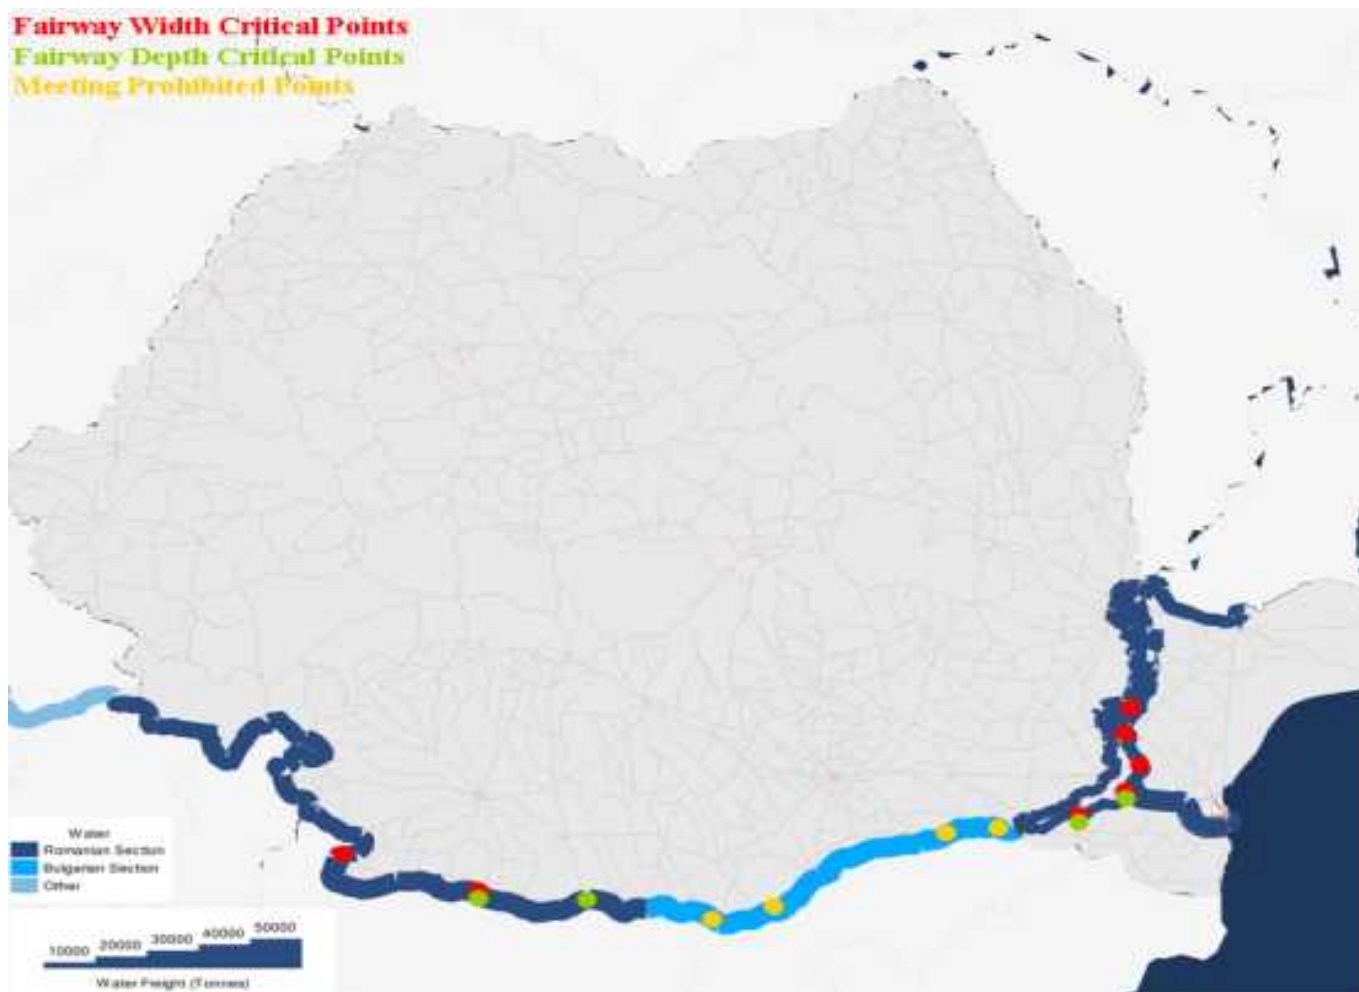 Fairway Width Critical Points
Fairway Depth Critical Points
Meeting Prohibited Points
Water
Romanian Section
Bulgarian Section
Other
10000 20000 30000 40000 50000
Water Freight (Tonnes)